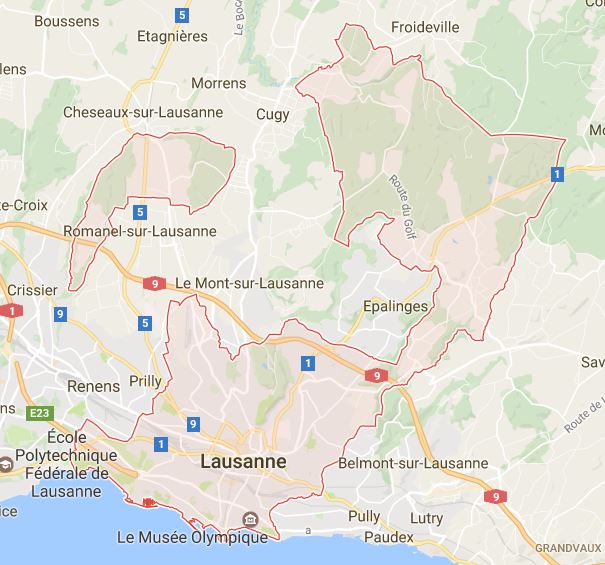 Froideville
Boussens
5
Etagnières
Le Bo
Morrens
Cheseaux-sur-Lausanne
Cugy
1
te-Croix
Route du Golf
5
Romanel-sur-Lausanne
9
Le Mont-sur-Lausanne
Crissier
1
9
5
Epalinges
1
Sav
Renens
Prilly
9
E23
9
1
École
Polytechnique
Fédérale de
Lausanne
Lausanne
Belmont-sur-Lausanne
Route de L
9
Pully
Lutry
a
Paudex
Le Musée Olympique
GRANDVAUX